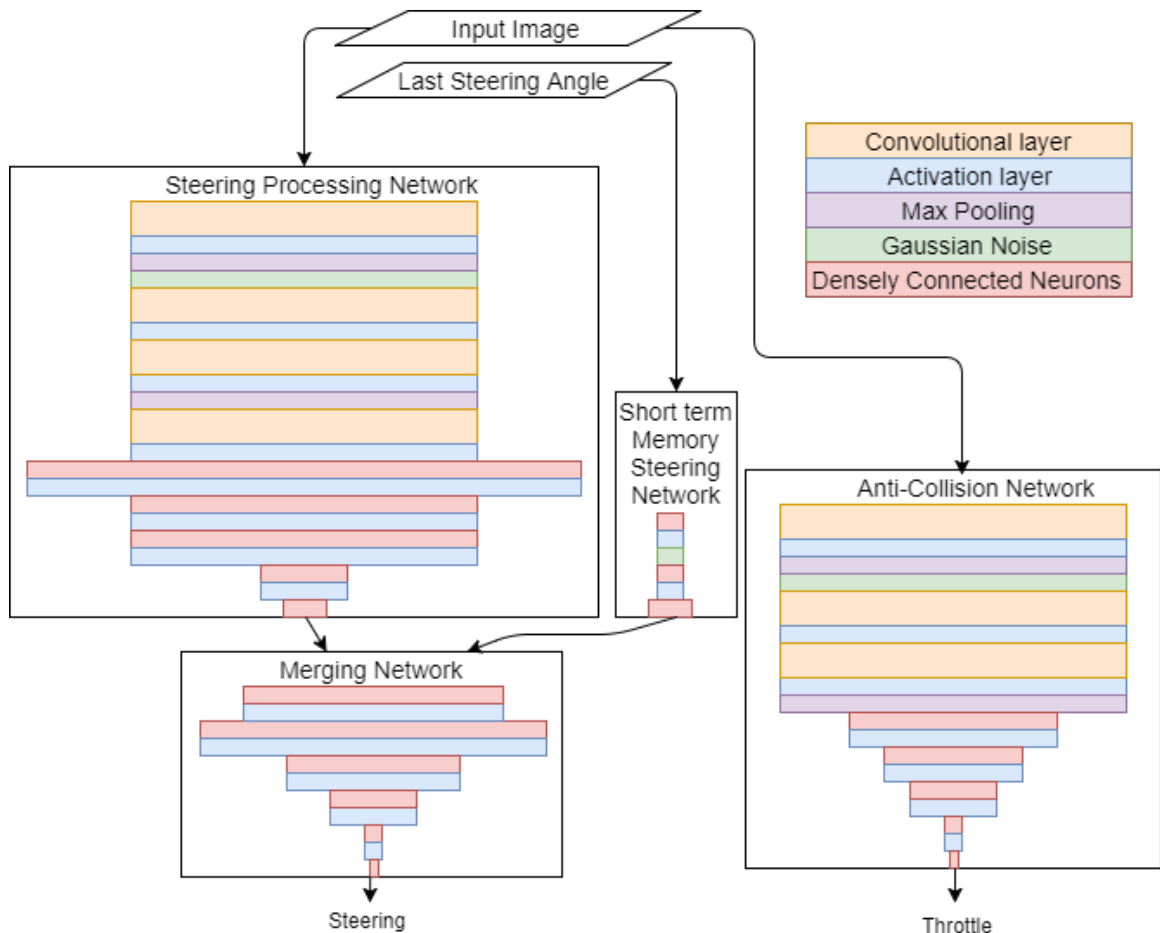 Input Image
Last Steering Angle
Convolutional layer
Activation layer
Max Pooling
Gaussian Noise
Densely Connected Neurons
Steering Processing Network
Short term
Memory
Steering
Network
Anti-Collision Network
Merging Network
Steering
Throttle